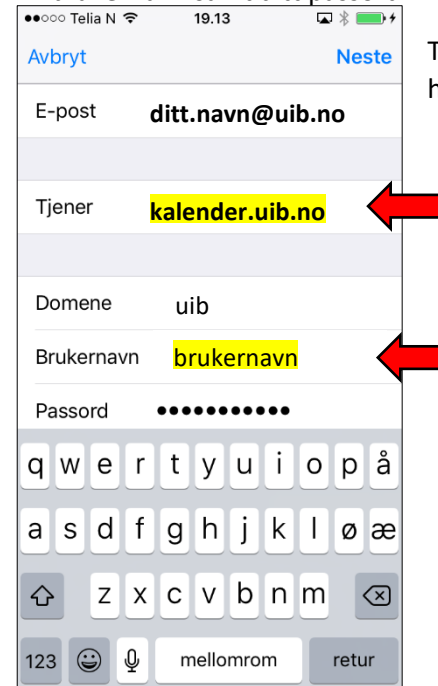 Telia N 19.13
Avbryt Neste
T
h
E-post ditt.navn@uib.no
Tjener kalender.uib.no
Domene uib
Brukernavn brukernavn
Passord ●●●●●●●●●●●
q w e r t y u i o p å
a s d f g h j k l ø æ
z x c v b n m
123 mellomrom retur